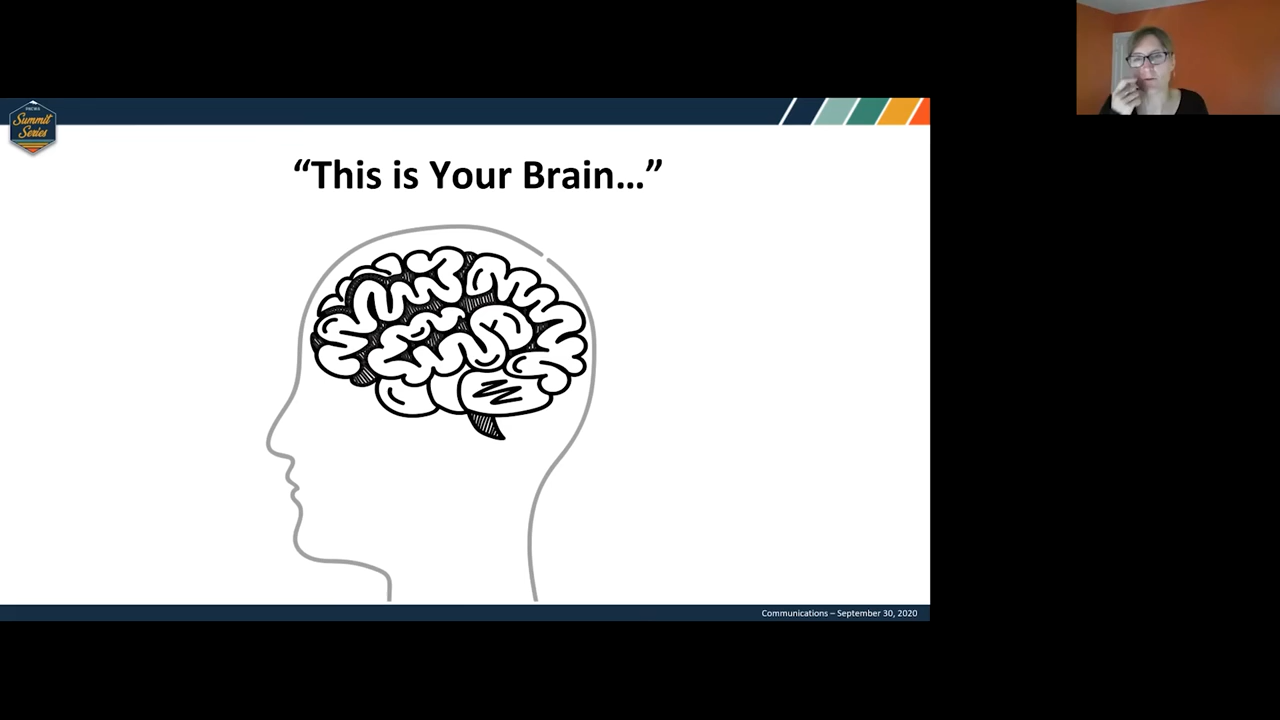 Summit
Series
“This is Your Brain…”
Communications – September 30, 2020